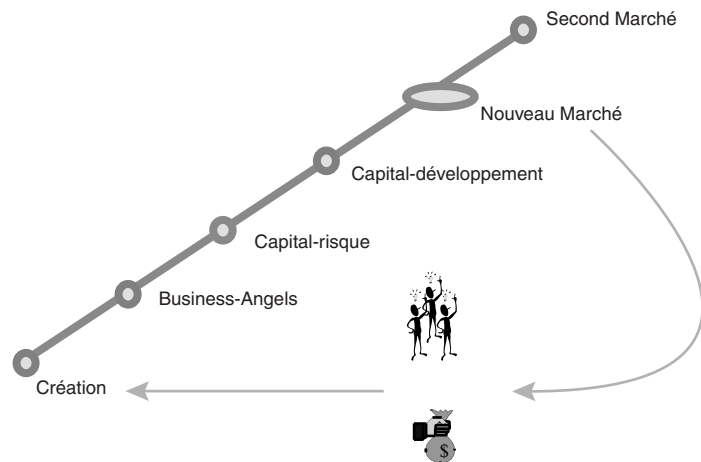 Second Marché
Nouveau Marché
Capital-développement
Capital-risque
Business-Angels
Création
$